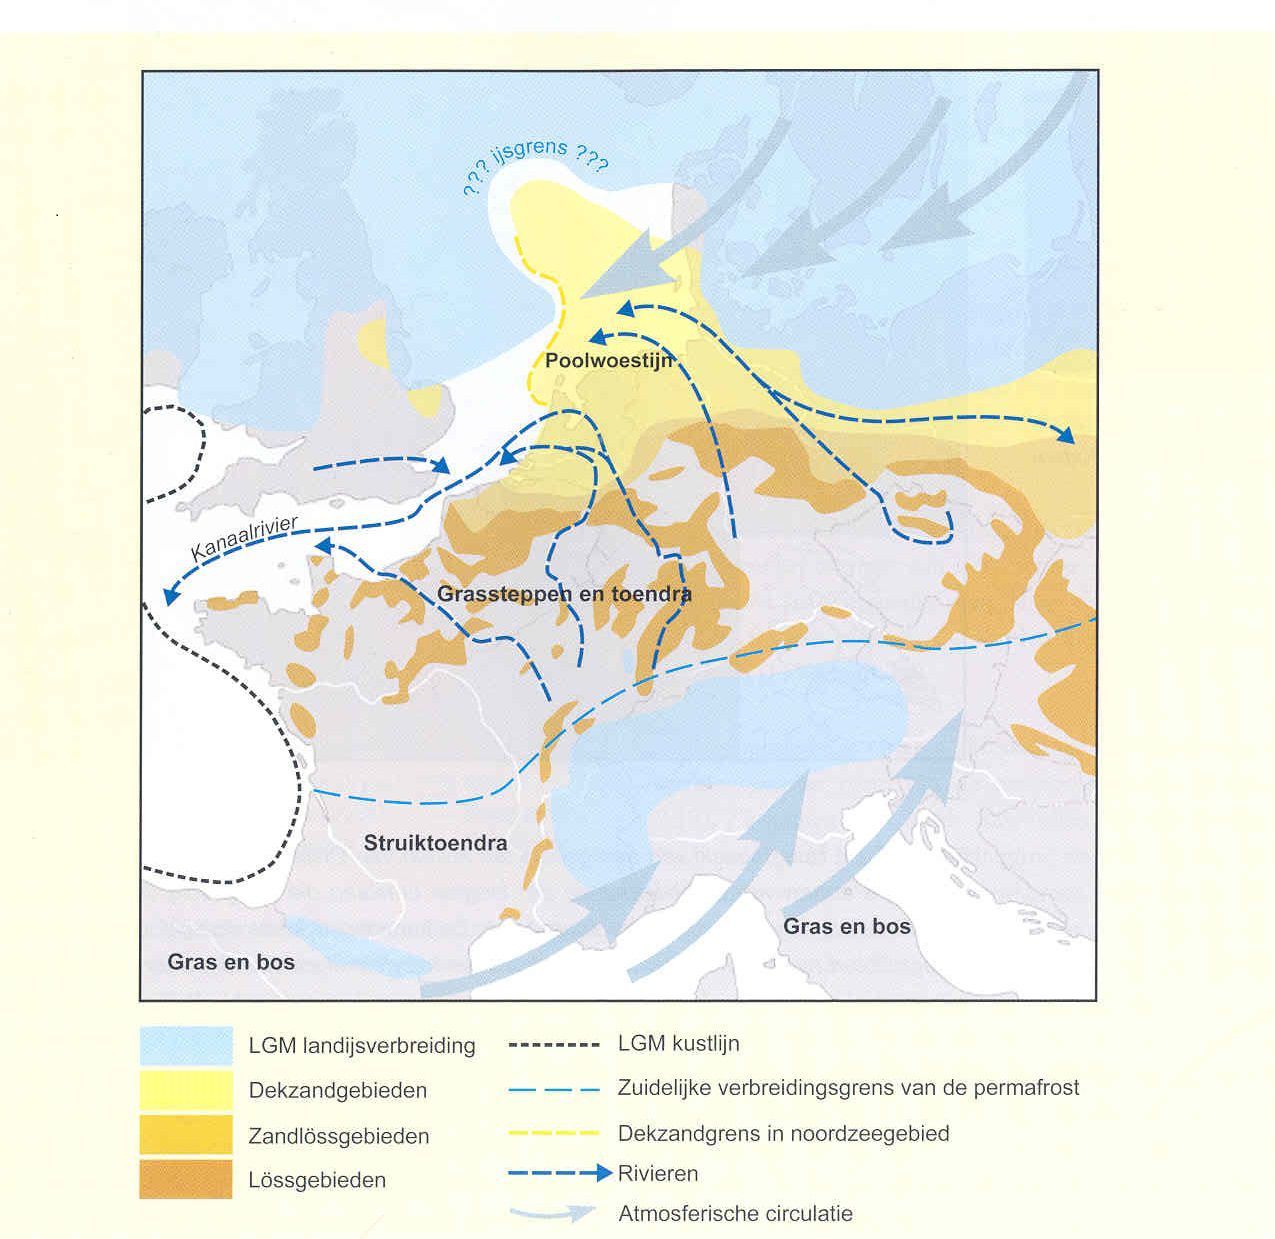 ??? ijsgrens ???
Poolwoestijn
Kanaalrivier
Grassteppen en toendra
Struiktoendra
Gras en bos
Gras en bos
LGM landijsverbreiding
Dekzandgebieden
Zandlössgebieden
Lössgebieden
LGM kustlijn
Zuidelijke verbreidingsgrens van de permafrost
Dekzandgrens in noordzeegebied
Rivieren
Atmosferische circulatie